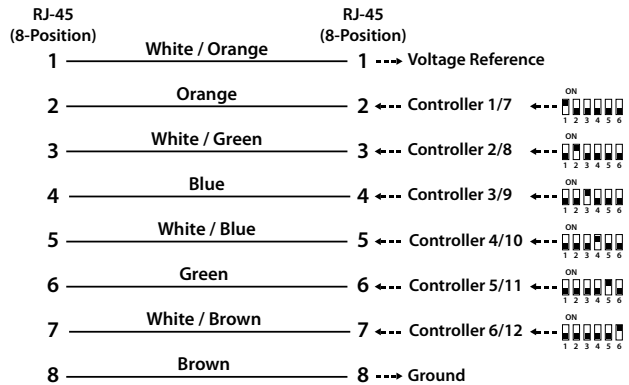 RJ-45 RJ-45
(8-Position) (8-Position)
1 White / Orange 1 Voltage Reference
ON
2 Orange 2 Controller 1/7
1 2 3 4 5 6
ON
3 White / Green 3 Controller 2/8
1 2 3 4 5 6
ON
4 Blue 4 Controller 3/9
1 2 3 4 5 6
ON
5 White / Blue 5 Controller 4/10
1 2 3 4 5 6
ON
6 Green 6 Controller 5/11
1 2 3 4 5 6
ON
7 White / Brown 7 Controller 6/12
1 2 3 4 5 6
8 Brown 8 Ground